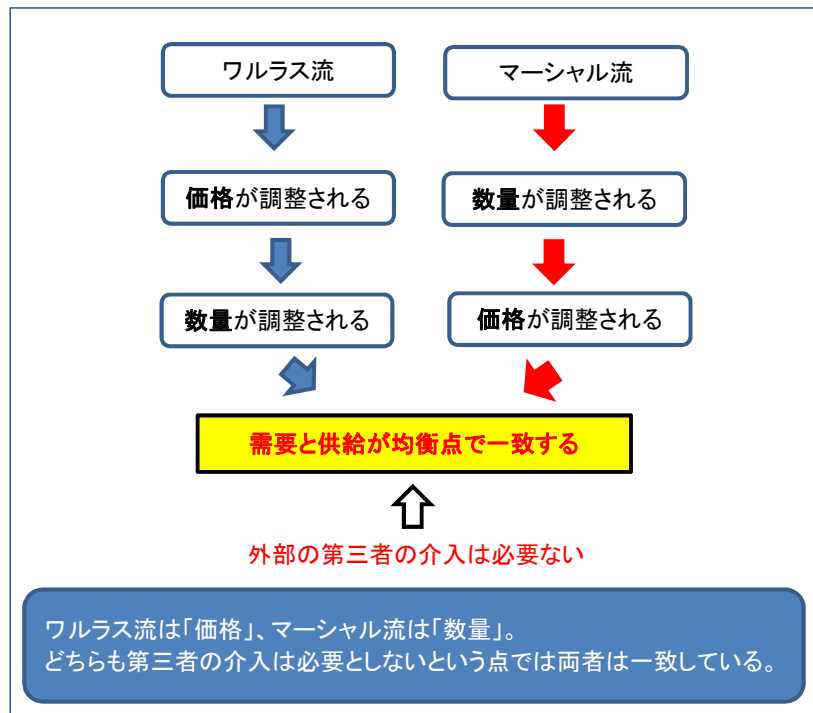 ワルラス流
マーシャル流
価格が調整される
数量が調整される
数量が調整される
価格が調整される
需要と供給が均衡点で一致する
外部の第三者の介入は必要ない
ワルラス流は「価格」、マーシャル流は「数量」。
どちらも第三者の介入は必要としないという点では両者は一致している。